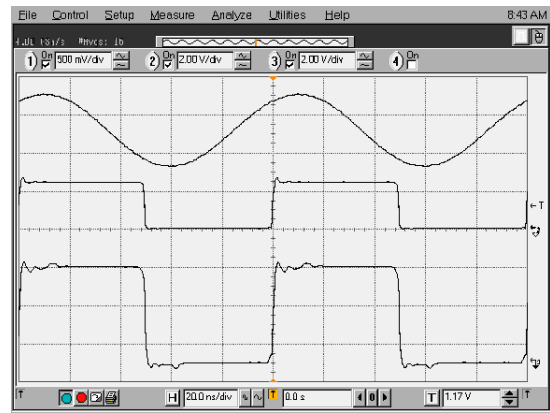 File Control Setup Measure Analyze Utilities Help 8:43 AM
1) On 500 mV/div 2) On 2.00 V/div 3) On 2.00 V/div 4) On
T
H 20.0 ns/div T 0.0 s 0 T 1.17 V T